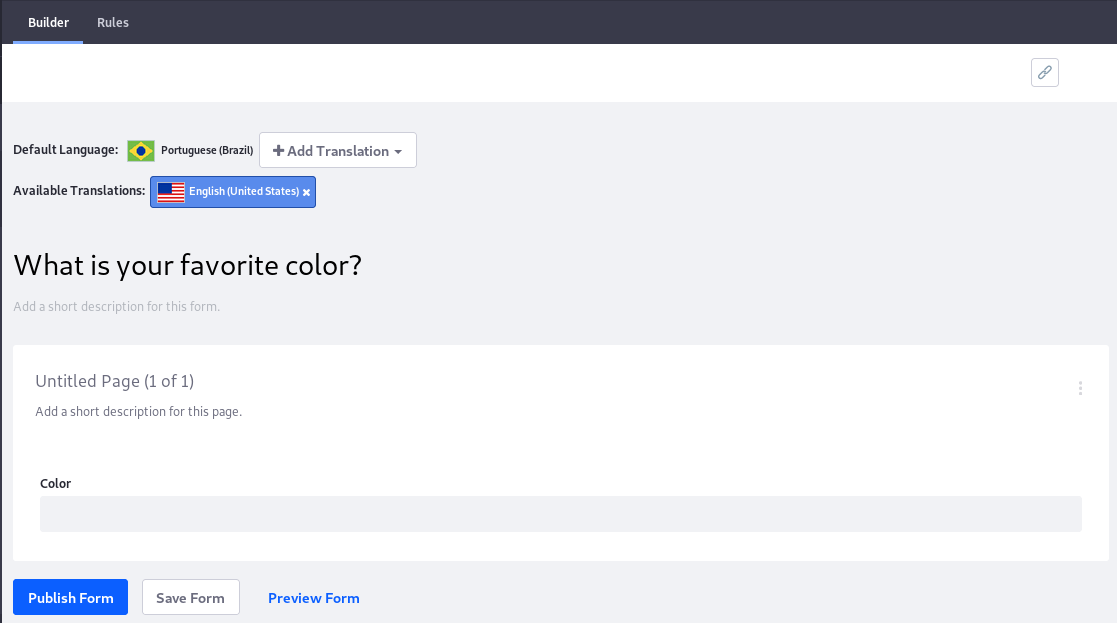 Builder Rules
Default Language: Portuguese (Brazil) Add Translation
Available Translations: English (United States) ×
What is your favorite color?
Add a short description for this form.
Untitled Page (1 of 1)
Add a short description for this page.
Color
Publish Form Save Form Preview Form